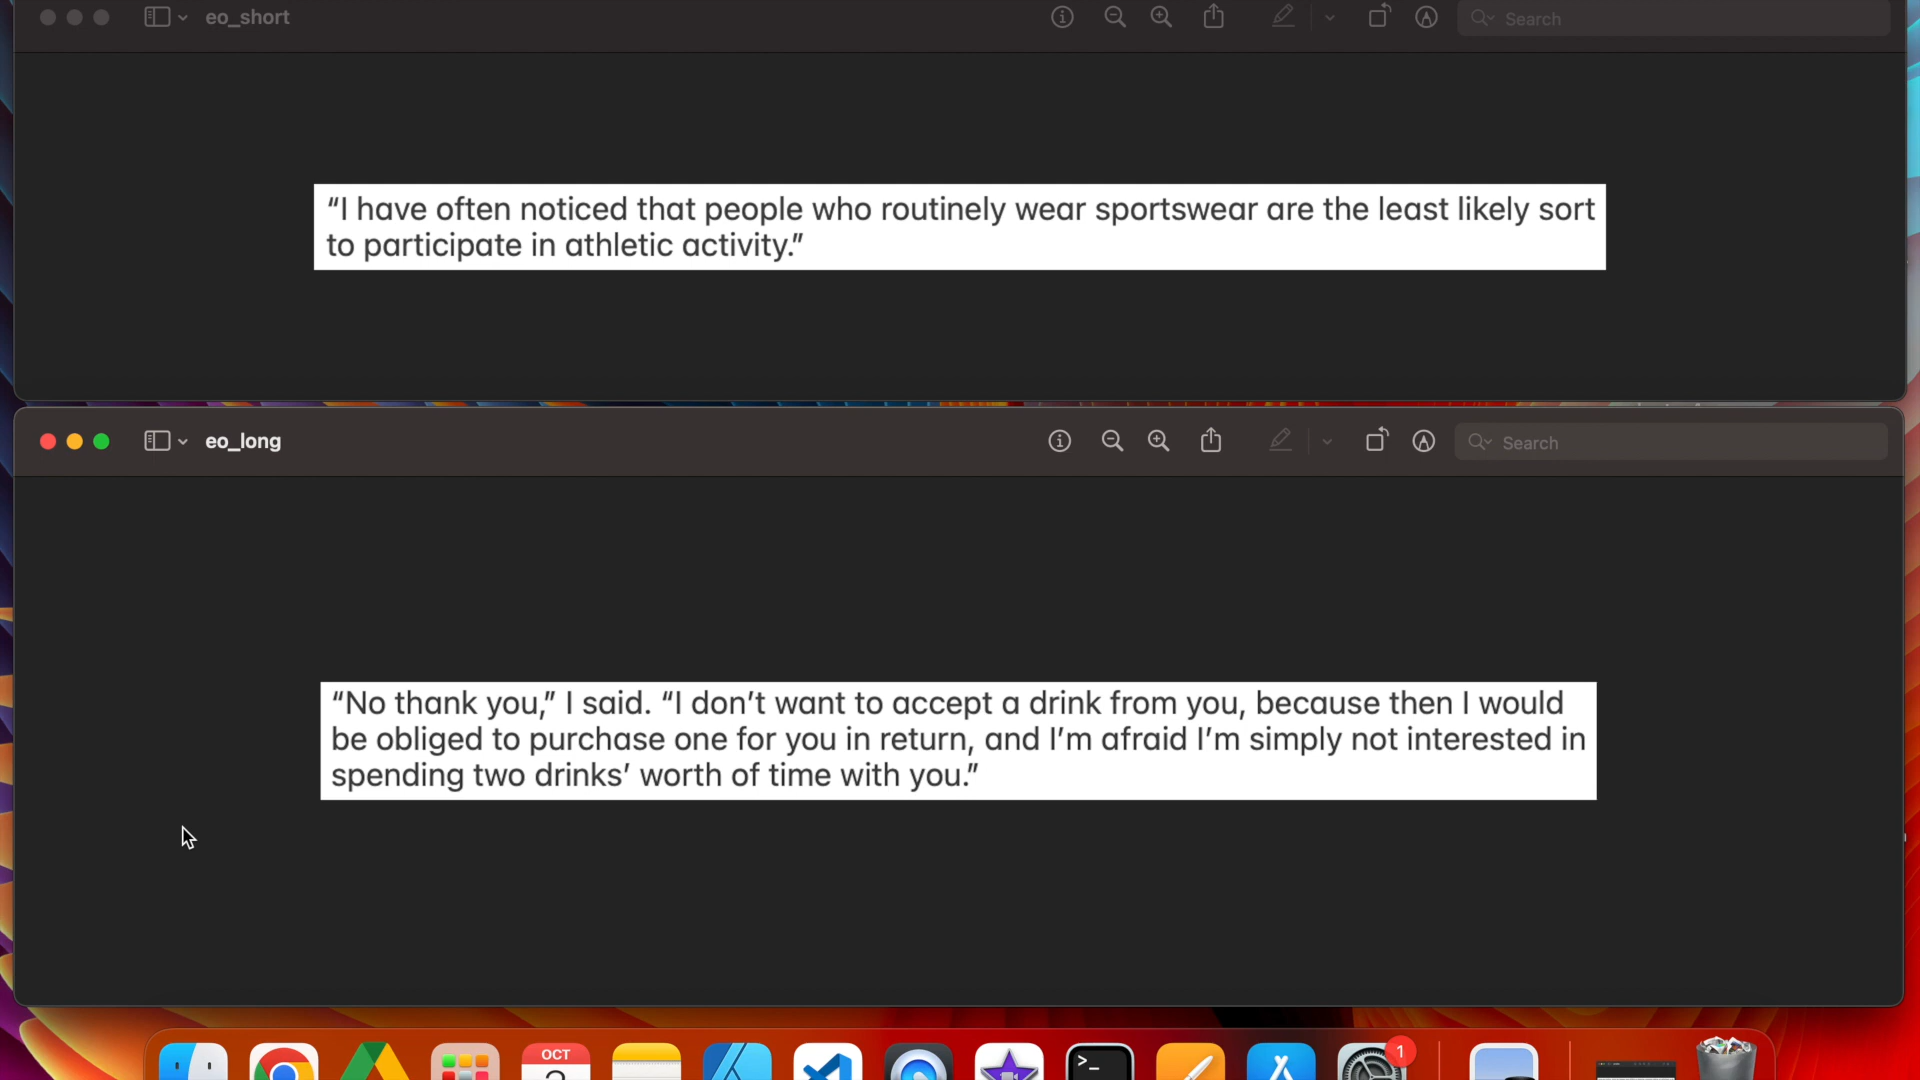 eo_short
Search
“I have often noticed that people who routinely wear sportswear are the least likely sort
to participate in athletic activity.”
eo_long
Search
“No thank you,” I said. “I don’t want to accept a drink from you, because then I would
be obliged to purchase one for you in return, and I’m afraid I’m simply not interested in
spending two drinks’ worth of time with you.”
OCT
1